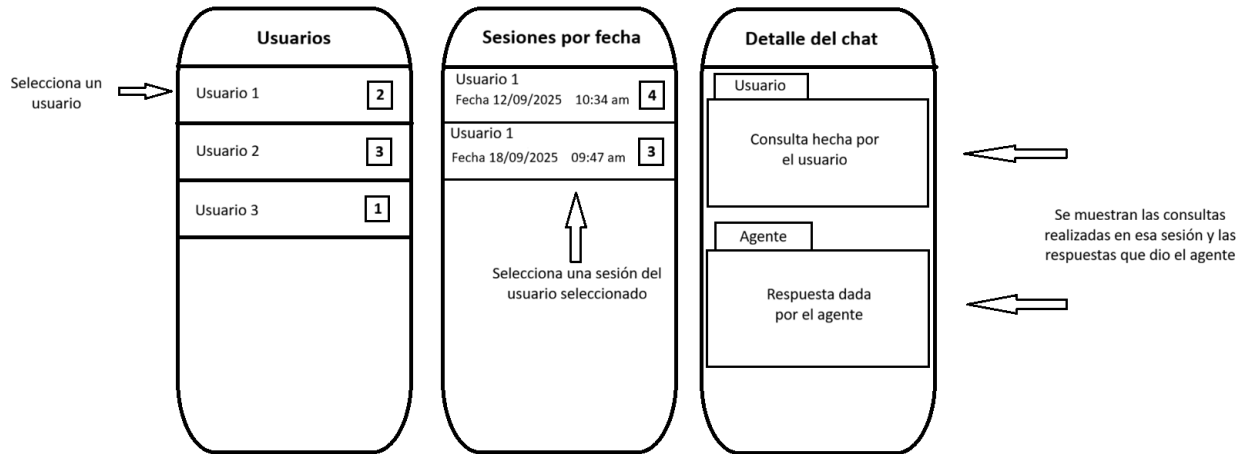 Usuarios
Selecciona un
usuario
Usuario 1
2
Usuario 2
3
Usuario 3
1
Sesiones por fecha
Usuario 1
Fecha 12/09/2025 10:34 am
4
Usuario 1
Fecha 18/09/2025 09:47 am
3
Selecciona una sesión del
usuario seleccionado
Detalle del chat
Usuario
Consulta hecha por
el usuario
Agente
Respuesta dada
por el agente
Se muestran las consultas
realizadas en esa sesión y las
respuestas que dio el agente